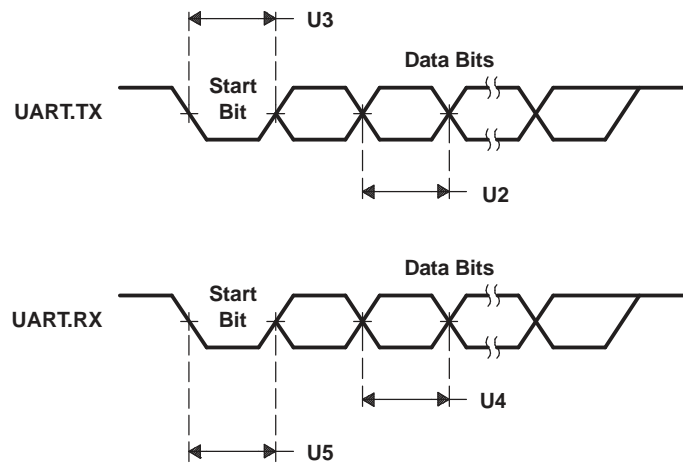 U3
Data Bits
Start
Bit
UART.TX
U2
Data Bits
Start
Bit
UART.RX
U4
U5